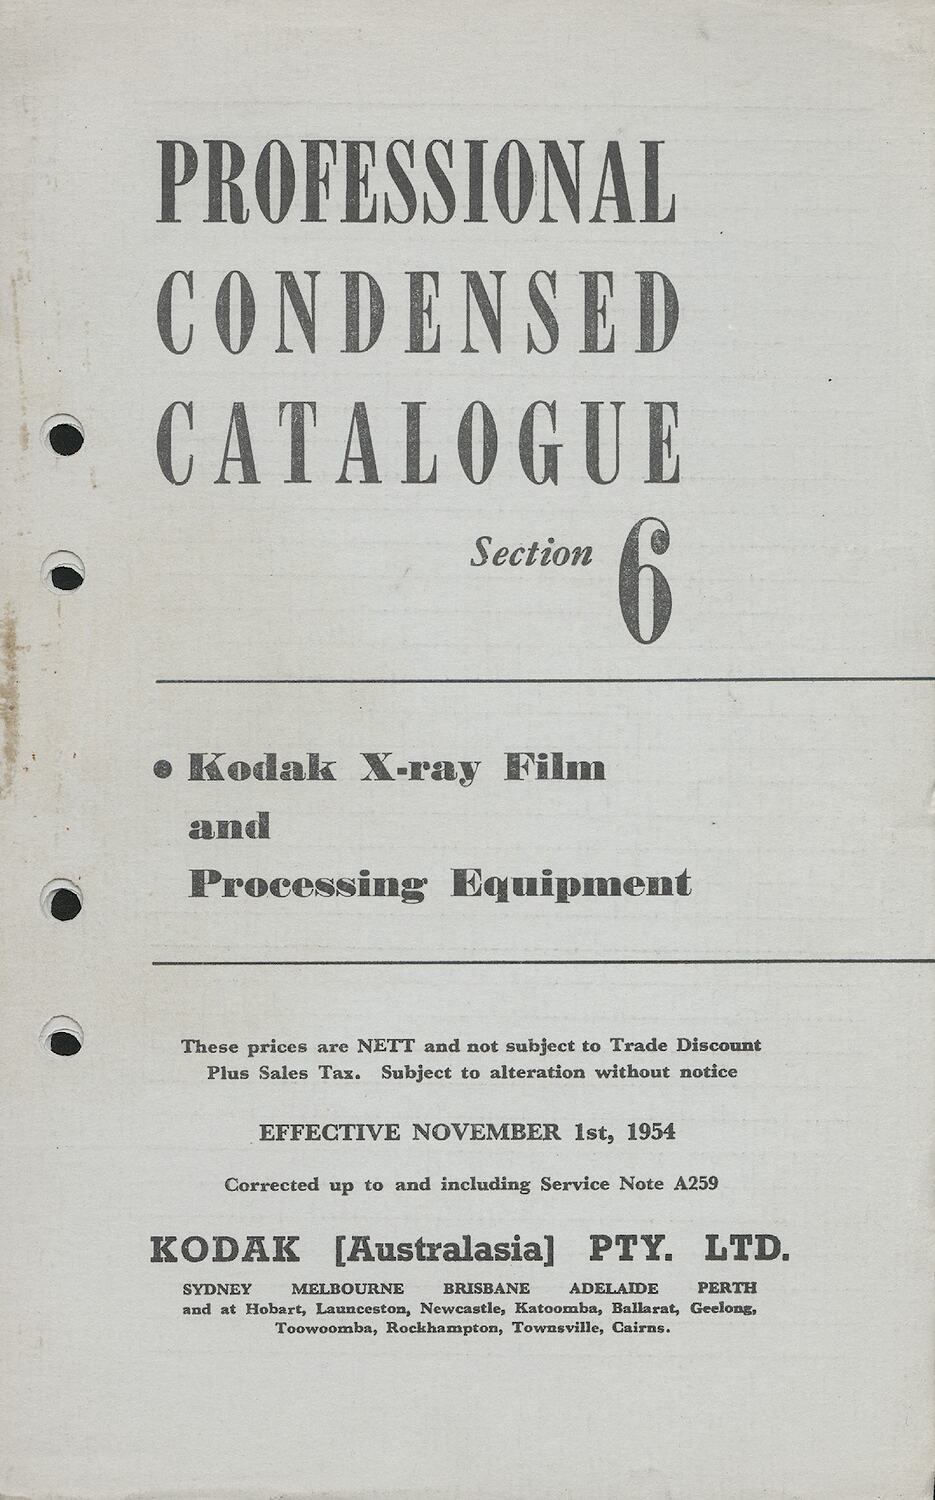 PROFESSIONAL
CONDENSED
CATALOGUE
Section 6
• Kodak X-ray Film
and
Processing Equipment
These prices are NETT and not subject to Trade Discount
Plus Sales Tax. Subject to alteration without notice
EFFECTIVE NOVEMBER 1st, 1954
Corrected up to and including Service Note A259
KODAK [Australasia] PTY. LTD.
SYDNEY MELBOURNE BRISBANE ADELAIDE PERTH
and at Hobart, Launceston, Newcastle, Katoomba, Ballarat, Geelong,
Toowoomba, Rockhampton, Townsville, Cairns.